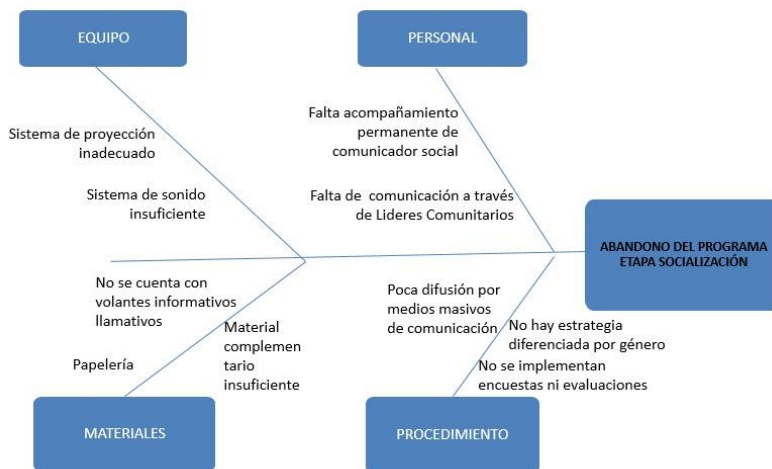 EQUIPO
PERSONAL
Sistema de proyección
inadecuado
Sistema de sonido
insuficiente
Falta acompañamiento
permanente de
comunicador social
Falta de comunicación a través
de Lideres Comunitarios
ABANDONO DEL PROGRAMA
ETAPA SOCIALIZACIÓN
No se cuenta con
volantes informativos
llamativos
Papelería
Material
complemen
tario
insuficiente
Poca difusión por
medios masivos
de comunicación
No hay estrategia
diferenciada por género
No se implementan
encuestas ni evaluaciones
MATERIALES
PROCEDIMIENTO